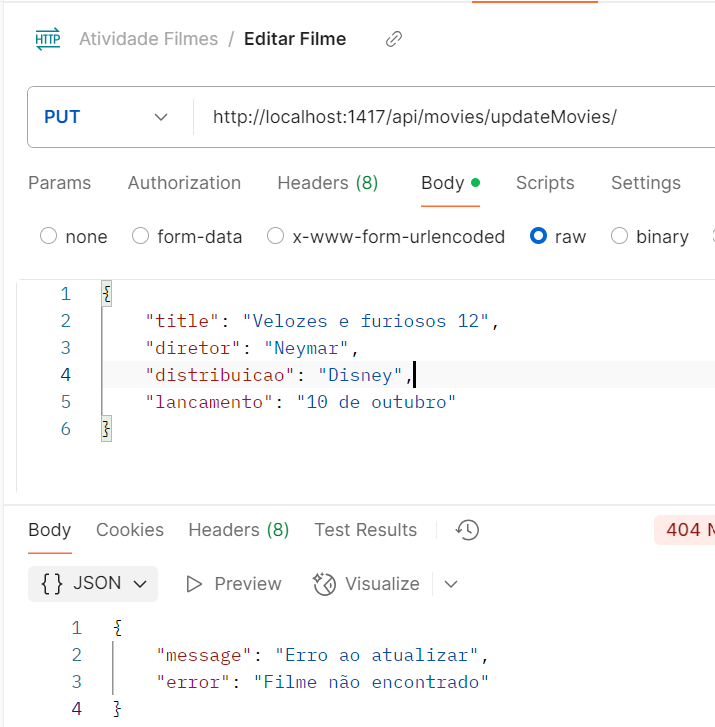 HTTP Atividade Filmes / Editar Filme
PUT http://localhost:1417/api/movies/updateMovies/
Params Authorization Headers (8) Body Scripts Settings
none form-data x-www-form-urlencoded raw binary
1 {
2 "title": "Velozes e furiosos 12",
3 "diretor": "Neymar",
4 "distribuicao": "Disney",
5 "lancamento": "10 de outubro"
6 }
Body Cookies Headers (8) Test Results 404 N
{} JSON Preview Visualize
1 {
2 "message": "Erro ao atualizar",
3 "error": "Filme não encontrado"
4 }